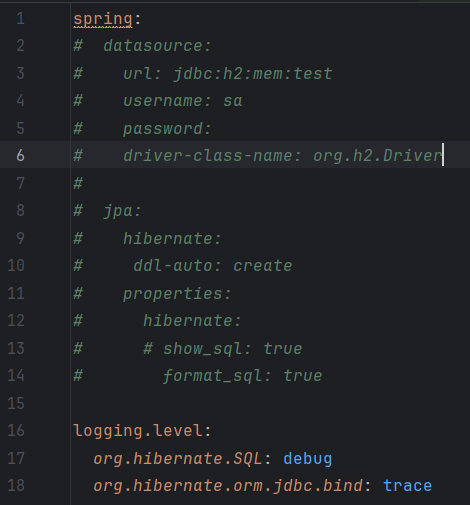 1 spring:
2 #  datasource:
3 #    url: jdbc:h2:mem:test
4 #    username: sa
5 #    password:
6 #    driver-class-name: org.h2.Driver
7 #
8 #  jpa:
9 #    hibernate:
10 #     ddl-auto: create
11 #    properties:
12 #      hibernate:
13 #      # show_sql: true
14 #        format_sql: true
15
16 logging.level:
17   org.hibernate.SQL: debug
18   org.hibernate.orm.jdbc.bind: trace